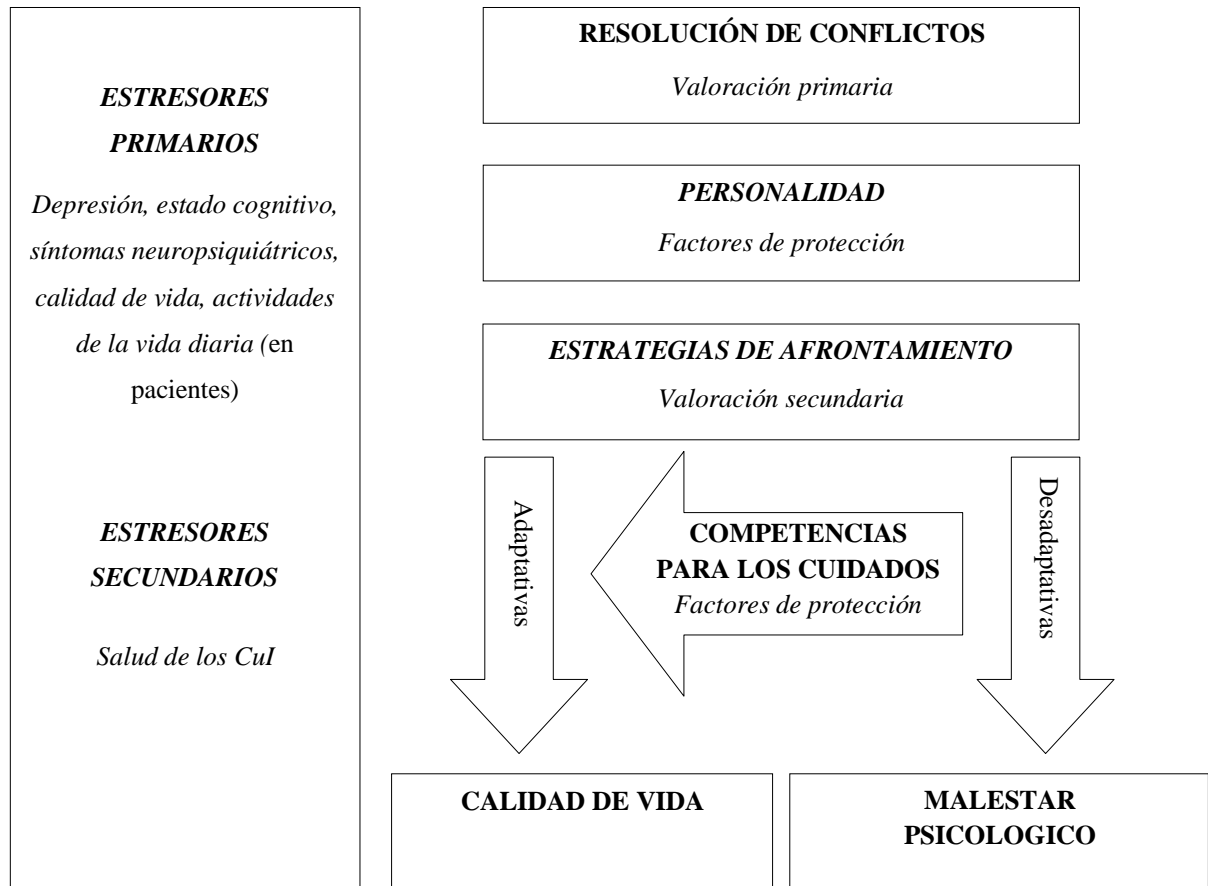 ESTRESORES
PRIMARIOS
Depresión, estado cognitivo,
síntomas neuropsiquiátricos,
calidad de vida, actividades
de la vida diaria (en
pacientes)
ESTRESORES
SECUNDARIOS
Salud de los CuI
RESOLUCIÓN DE CONFLICTOS
Valoración primaria
PERSONALIDAD
Factores de protección
ESTRATEGIAS DE AFRONTAMIENTO
Valoración secundaria
Adaptativas
COMPETENCIAS
PARA LOS CUIDADOS
Factores de protección
Desadaptativas
CALIDAD DE VIDA
MALESTAR
PSICOLOGICO